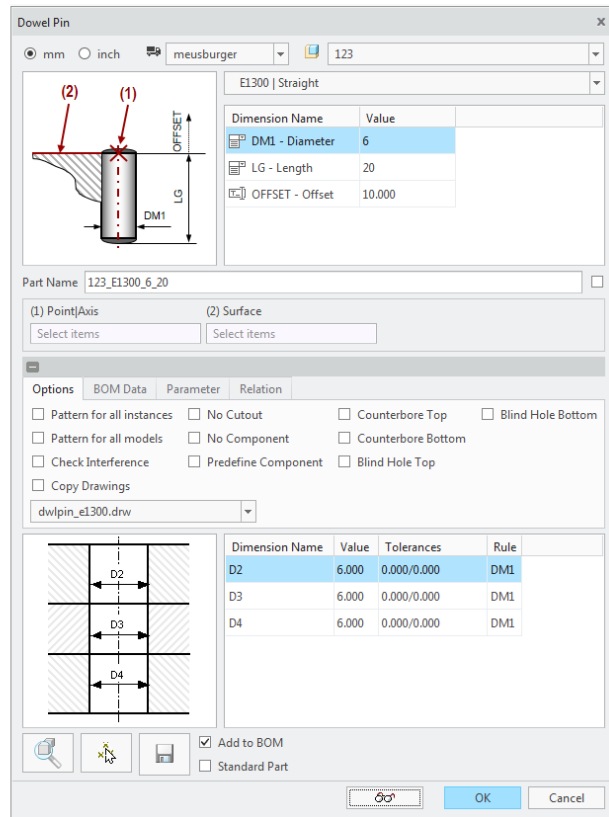 Dowel Pin x
mm inch meusburger 123
E1300 | Straight
(2) (1)
OFFSET
LG
DM1
Dimension Name Value
DM1 - Diameter 6
LG - Length 20
OFFSET - Offset 10.000
Part Name 123_E1300_6_20
(1) Point|Axis (2) Surface
Select items Select items
Options BOM Data Parameter Relation
Pattern for all instances No Cutout Counterbore Top Blind Hole Bottom
Pattern for all models No Component Counterbore Bottom
Check Interference Predefine Component Blind Hole Top
Copy Drawings
dwlpin_e1300.drw
D2
D3
D4
Dimension Name Value Tolerances Rule
D2 6.000 0.000/0.000 DM1
D3 6.000 0.000/0.000 DM1
D4 6.000 0.000/0.000 DM1
Add to BOM
Standard Part
OK Cancel